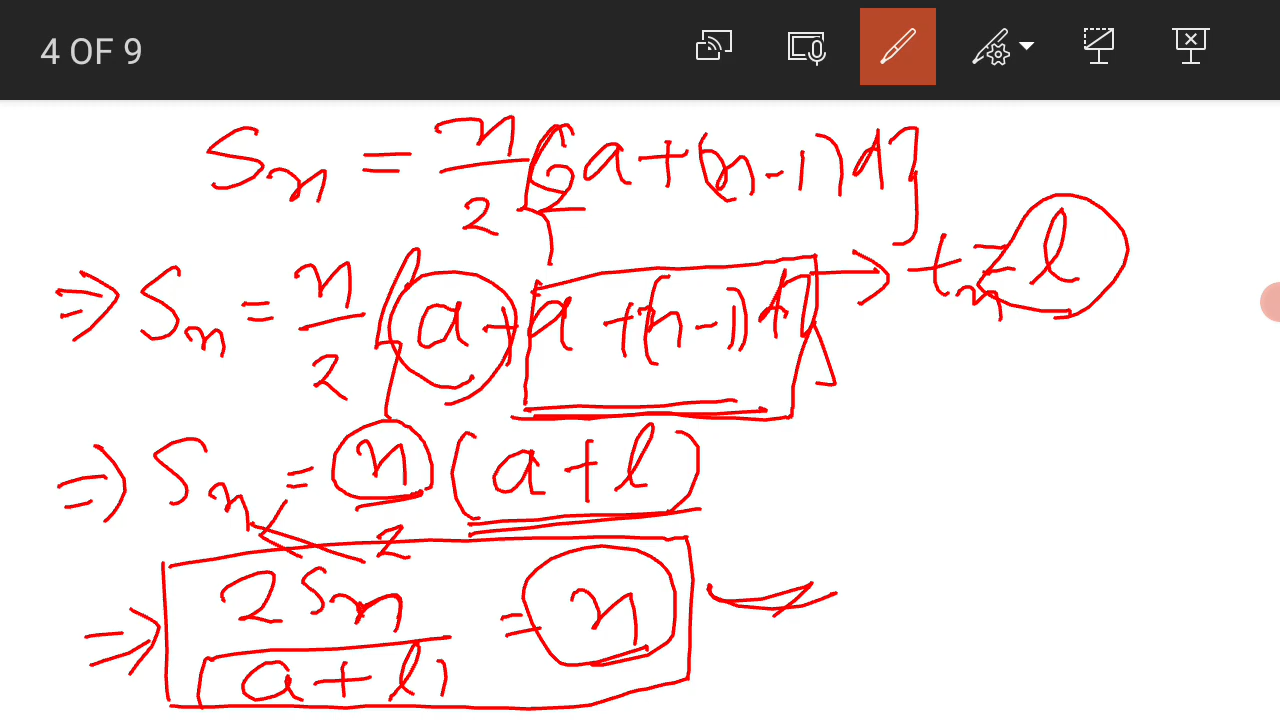 4 OF 9
Sn = n/2 [2a + (n-1)d]
⇒ Sn = n/2 [a + a + (n-1)d] → tn = l
⇒ Sn = n/2 (a + l)
⇒ 2Sn/(a + l) = n